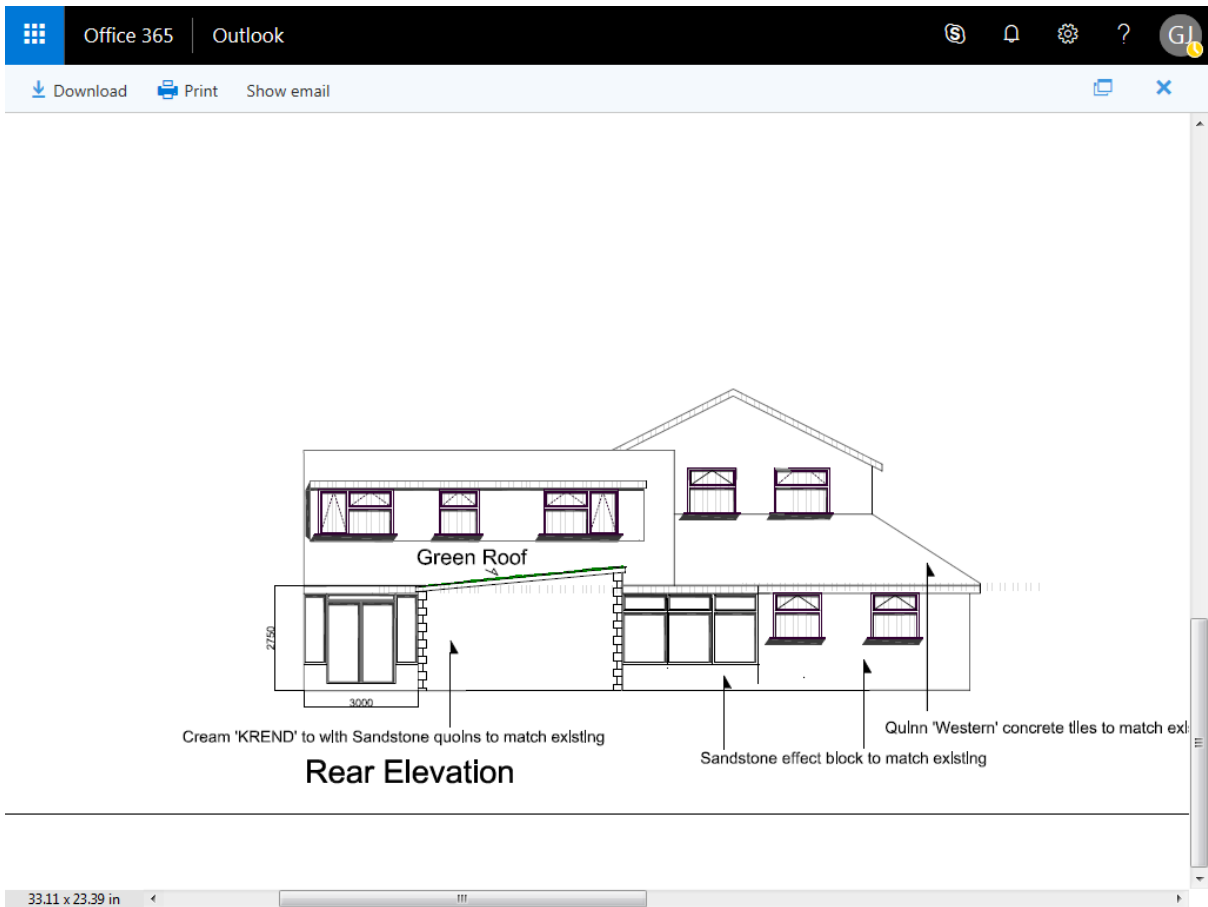 Office 365 Outlook GJ
Download Print Show email
Green Roof
2750
3000
Cream 'KREND' to with Sandstone quoins to match existing
Quinn 'Western' concrete tiles to match exi
Sandstone effect block to match existing
Rear Elevation
33.11 x 23.39 in